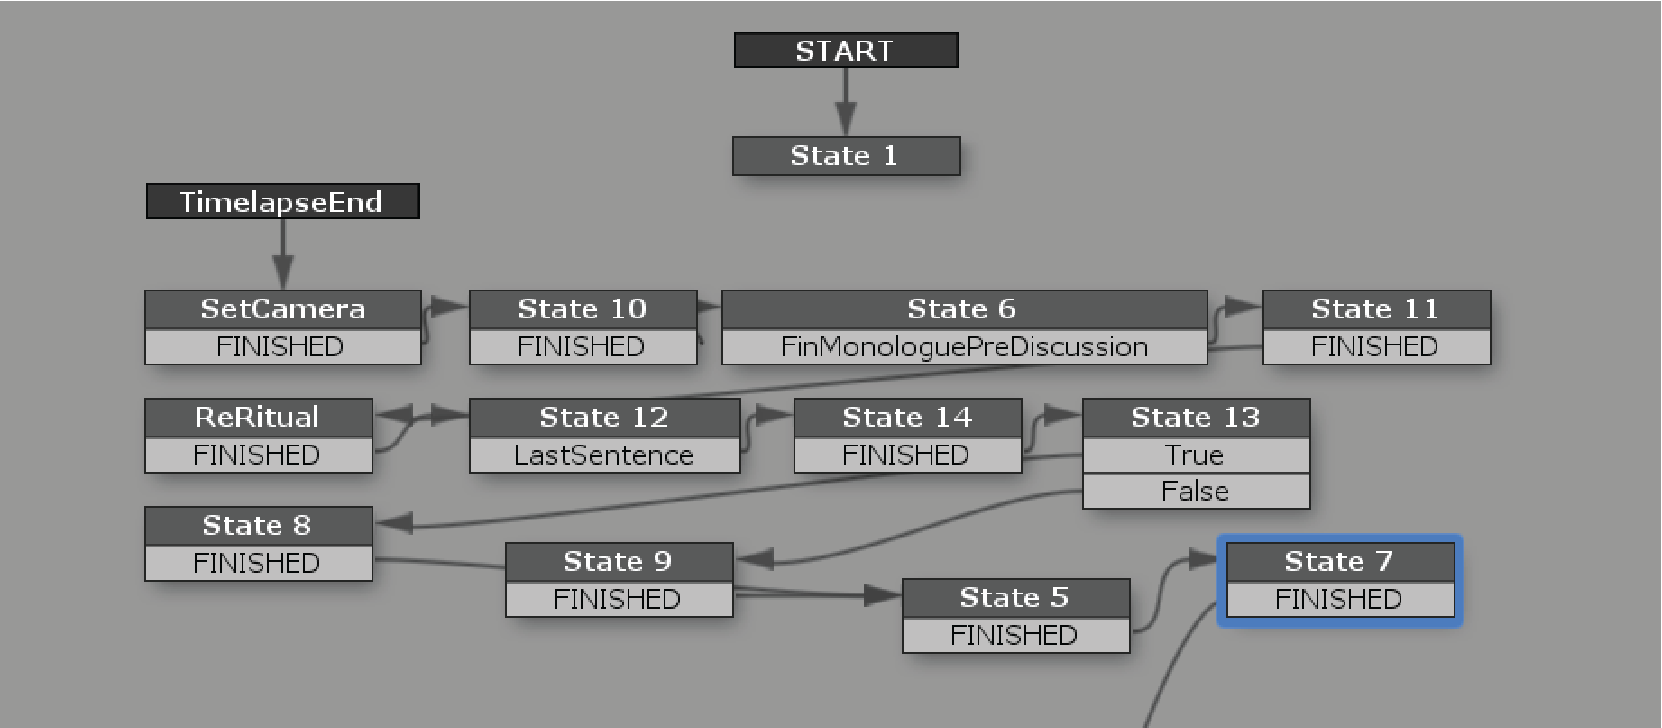 START
State 1
TimelapseEnd
SetCamera
FINISHED
State 10
FINISHED
State 6
FinMonologuePreDiscussion
State 11
FINISHED
ReRitual
FINISHED
State 12
LastSentence
State 14
FINISHED
State 13
True
False
State 8
FINISHED
State 9
FINISHED
State 5
FINISHED
State 7
FINISHED